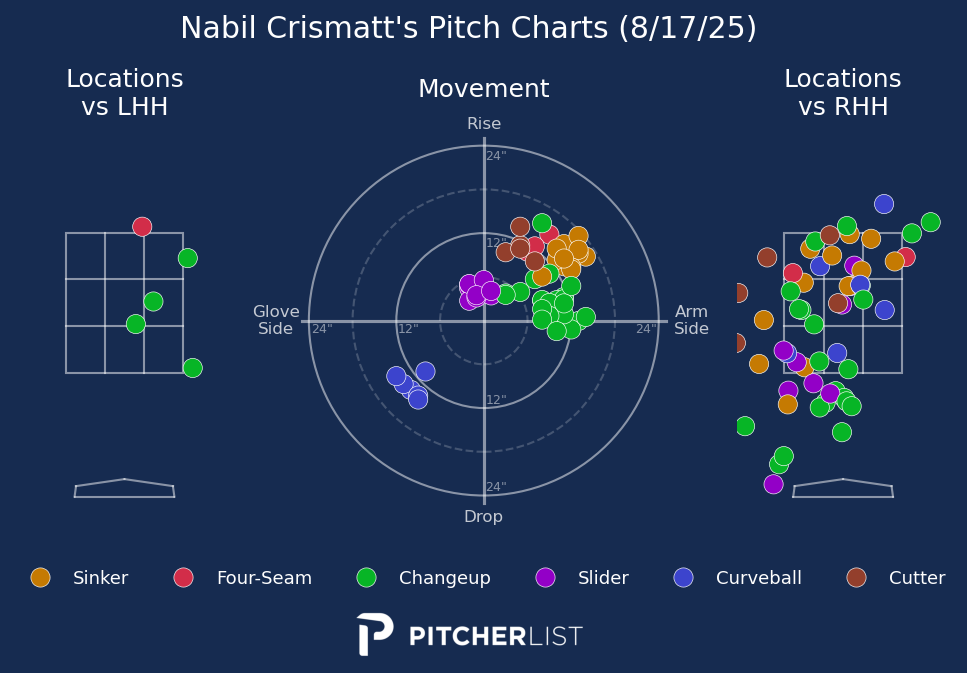 Nabil Crismatt's Pitch Charts (8/17/25)
Locations
vs LHH
Movement
Locations
vs RHH
Rise
24"
12"
Glove
Side
24"
12"
24"
Arm
Side
12"
24"
Drop
Sinker
Four-Seam
Changeup
Slider
Curveball
Cutter
PITCHERLIST